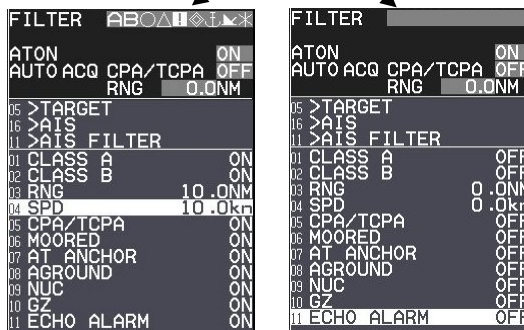 FILTER AB
ATON ON
AUTO ACQ CPA/TCPA OFF
RNG 0.0NM
05 >TARGET
16 >AIS
11 >AIS FILTER
01 CLASS A ON
02 CLASS B ON
03 RNG 10.0NM
04 SPD 10.0kn
05 CPA/TCPA ON
06 MOORED ON
07 AT ANCHOR ON
08 AGROUND ON
09 NUC ON
10 GZ ON
11 ECHO ALARM ON
FILTER
ATON ON
AUTO ACQ CPA/TCPA OFF
RNG 0.0NM
05 >TARGET
16 >AIS
11 >AIS FILTER
01 CLASS A OFF
02 CLASS B OFF
03 RNG 0.0NM
04 SPD 0.0kn
05 CPA/TCPA OFF
06 MOORED OFF
07 AT ANCHOR OFF
08 AGROUND OFF
09 NUC OFF
10 GZ OFF
11 ECHO ALARM OFF